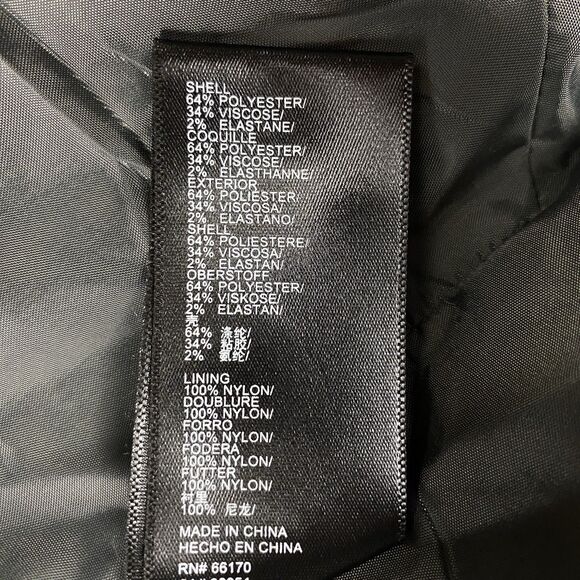 SHELL
64% POLYESTER/
34% VISCOSE/
2% ELASTANE/
COQUILLE
64% POLYESTER/
34% VISCOSE/
2% ELASTHANNE/
EXTERIOR
64% POLIESTER/
34% VISCOSA/
2% ELASTANO/
SHELL
64% POLIESTERE/
34% VISCOSA/
2% ELASTAN/
OBERSTOFF
64% POLYESTER/
34% VISKOSE/
2% ELASTAN/
壳
64% 涤纶/
34% 粘胶/
2% 氨纶/
LINING
100% NYLON/
DOUBLURE
100% NYLON/
FORRO
100% NYLON/
FODERA
100% NYLON/
FUTTER
100% NYLON/
衬里
100% 尼龙/
MADE IN CHINA
HECHO EN CHINA
RN# 66170